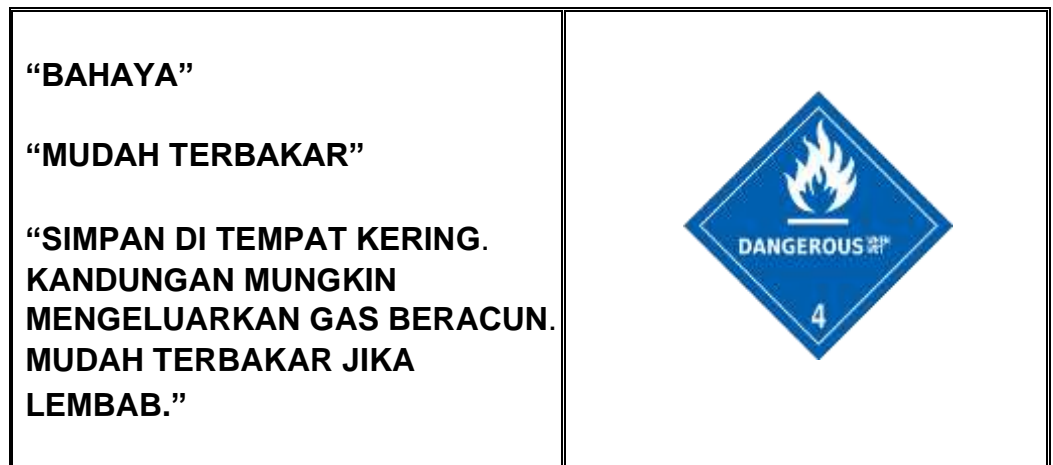 “BAHAYA”
“MUDAH TERBAKAR”
“SIMPAN DI TEMPAT KERING.
KANDUNGAN MUNGKIN
MENGELUARKAN GAS BERACUN.
MUDAH TERBAKAR JIKA
LEMBAB.”
DANGEROUS
4